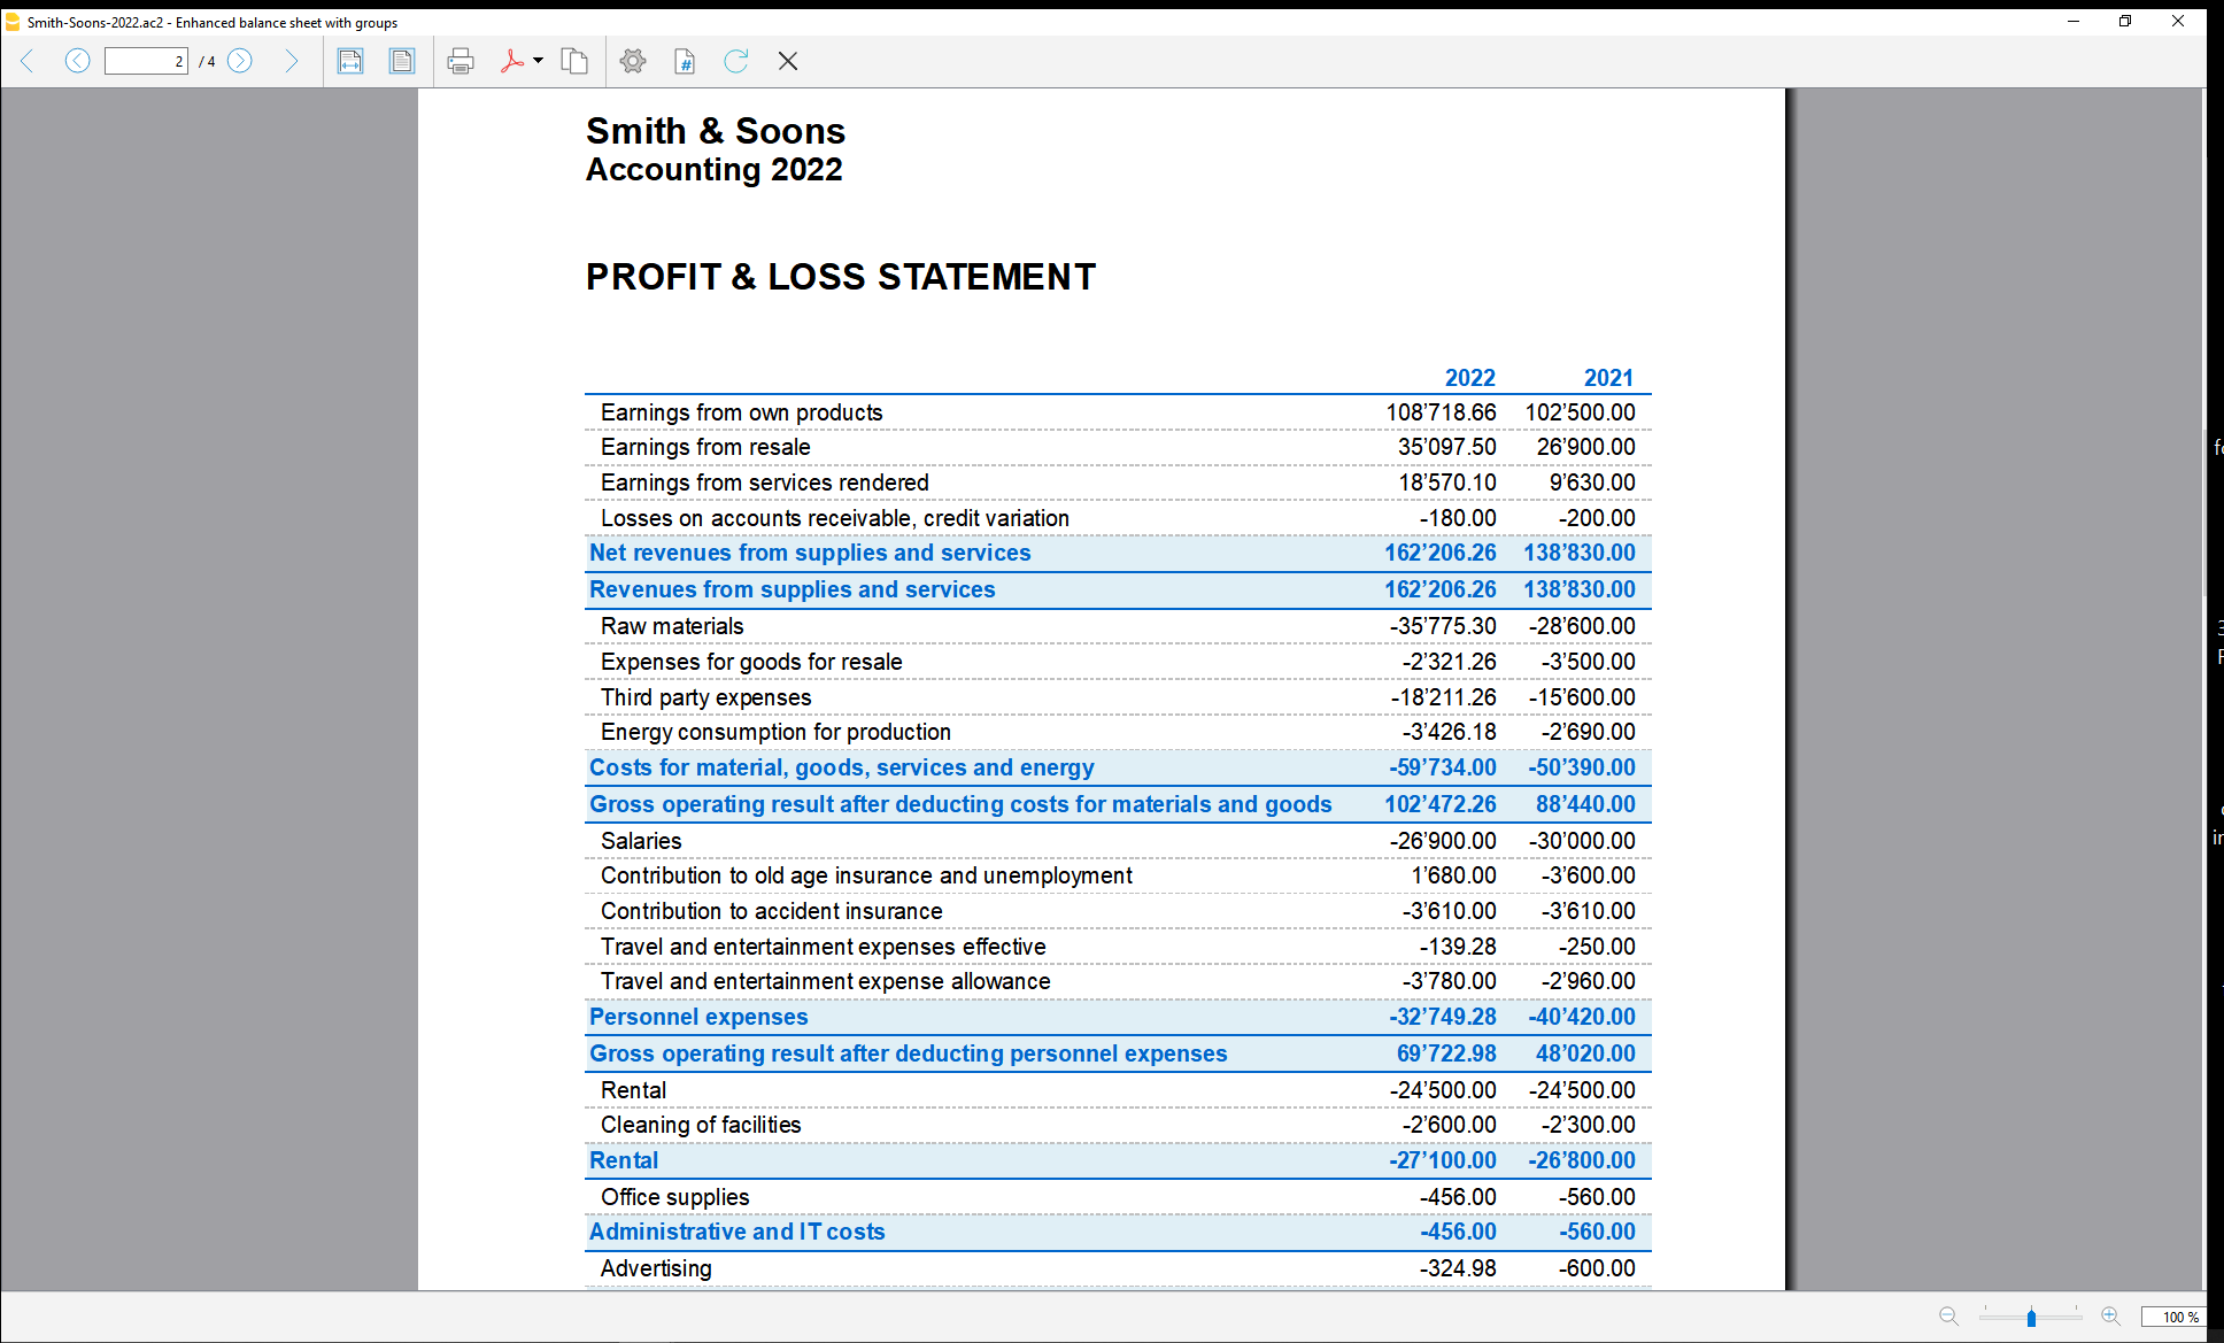 Smith-Soons-2022.ac2 - Enhanced balance sheet with groups
2 / 4
Smith & Soons
Accounting 2022
PROFIT & LOSS STATEMENT
2022 2021
Earnings from own products 108’718.66 102’500.00
Earnings from resale 35’097.50 26’900.00
Earnings from services rendered 18’570.10 9’630.00
Losses on accounts receivable, credit variation -180.00 -200.00
Net revenues from supplies and services 162’206.26 138’830.00
Revenues from supplies and services 162’206.26 138’830.00
Raw materials -35’775.30 -28’600.00
Expenses for goods for resale -2’321.26 -3’500.00
Third party expenses -18’211.26 -15’600.00
Energy consumption for production -3’426.18 -2’690.00
Costs for material, goods, services and energy -59’734.00 -50’390.00
Gross operating result after deducting costs for materials and goods 102’472.26 88’440.00
Salaries -26’900.00 -30’000.00
Contribution to old age insurance and unemployment 1’680.00 -3’600.00
Contribution to accident insurance -3’610.00 -3’610.00
Travel and entertainment expenses effective -139.28 -250.00
Travel and entertainment expense allowance -3’780.00 -2’960.00
Personnel expenses -32’749.28 -40’420.00
Gross operating result after deducting personnel expenses 69’722.98 48’020.00
Rental -24’500.00 -24’500.00
Cleaning of facilities -2’600.00 -2’300.00
Rental -27’100.00 -26’800.00
Office supplies -456.00 -560.00
Administrative and IT costs -456.00 -560.00
Advertising -324.98 -600.00
100 %